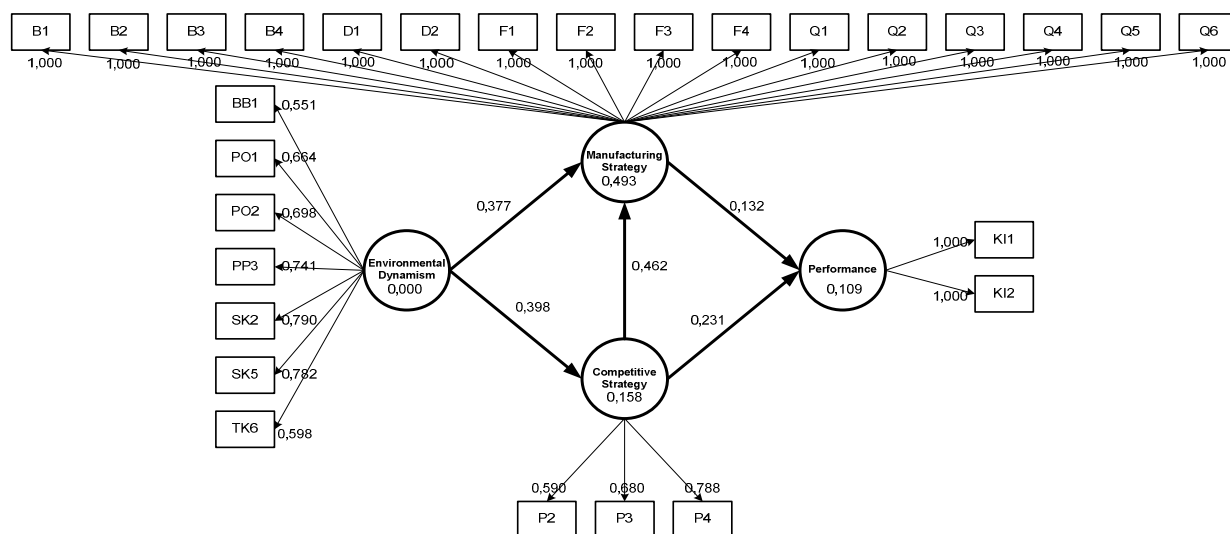 B1 B2 B3 B4 D1 D2 F1 F2 F3 F4 Q1 Q2 Q3 Q4 Q5 Q6
1,000 1,000 1,000 1,000 1,000 1,000 1,000 1,000 1,000 1,000 1,000 1,000 1,000 1,000 1,000 1,000
BB1 0,551
PO1 0,664
PO2 0,698
PP3 0,741
SK2 0,790
SK5 0,782
TK6 0,598
Environmental
Dynamism
0,000
0,377
0,398
Manufacturing
Strategy
0,493
0,462
Competitive
Strategy
0,158
0,132
0,231
Performance
0,109
1,000 KI1
1,000 KI2
0,590 0,680 0,788
P2 P3 P4